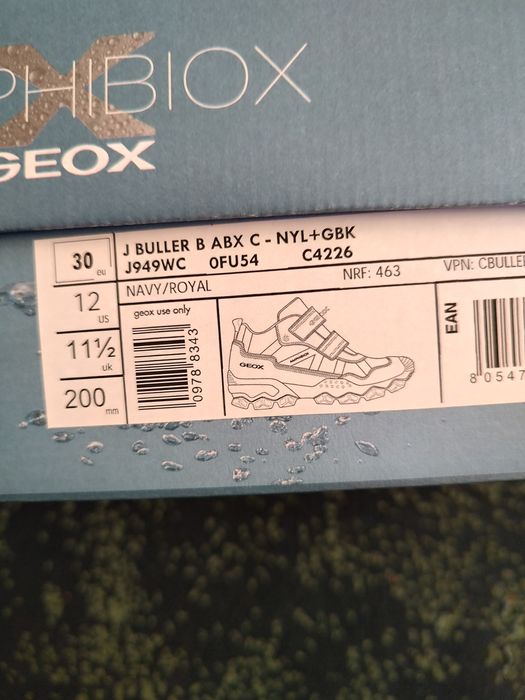 PHIBIOX
GEOX
30 eu
J BULLER B ABX C - NYL+GBK
J949WC 0FU54 C4226
NRF: 463 VPN: CBULLE
12 us
NAVY/ROYAL
11½ uk
geox use only
200 mm
0978 8343
GEOX
EAN
8 0547